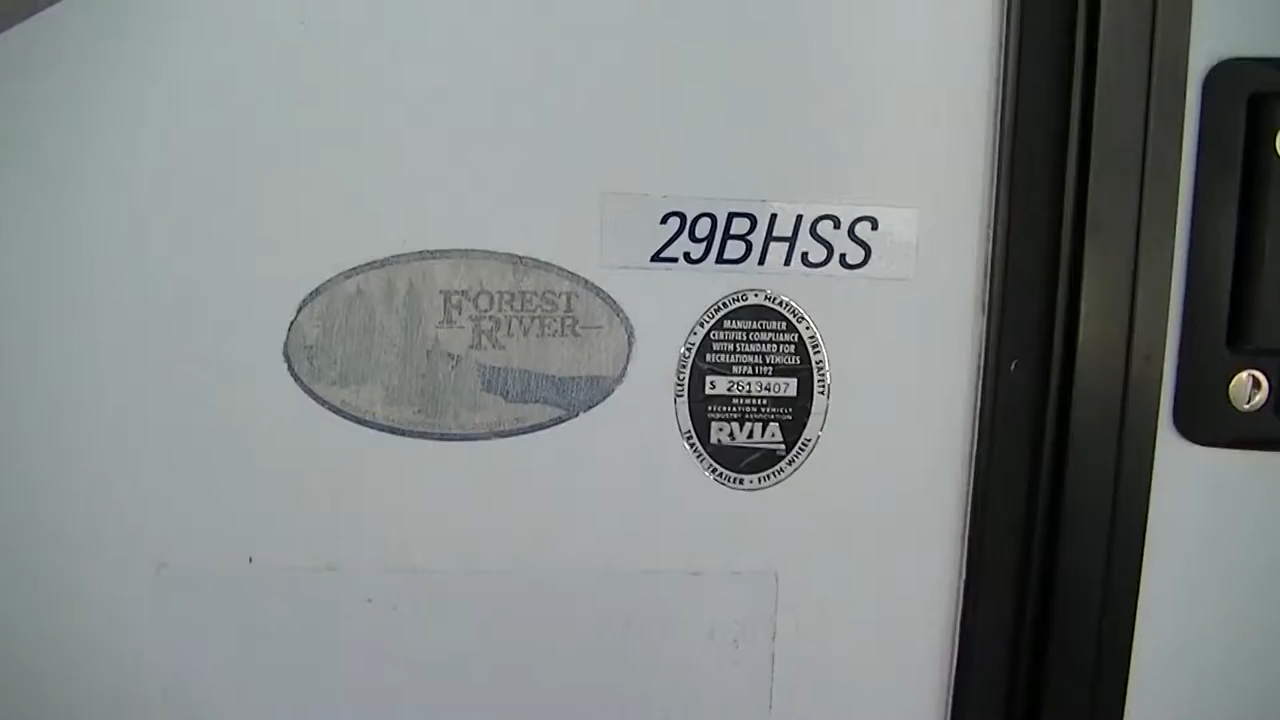 29BHSS
FOREST
RIVER
ELECTRICAL • PLUMBING • HEATING • FIRE SAFETY
MANUFACTURER
CERTIFIES COMPLIANCE
WITH STANDARD FOR
RECREATIONAL VEHICLES
NFPA 1192
S 2613407
MEMBER
RECREATION VEHICLE
INDUSTRY ASSOCIATION
RVIA
TRAVEL TRAILER • FIFTH-WHEEL